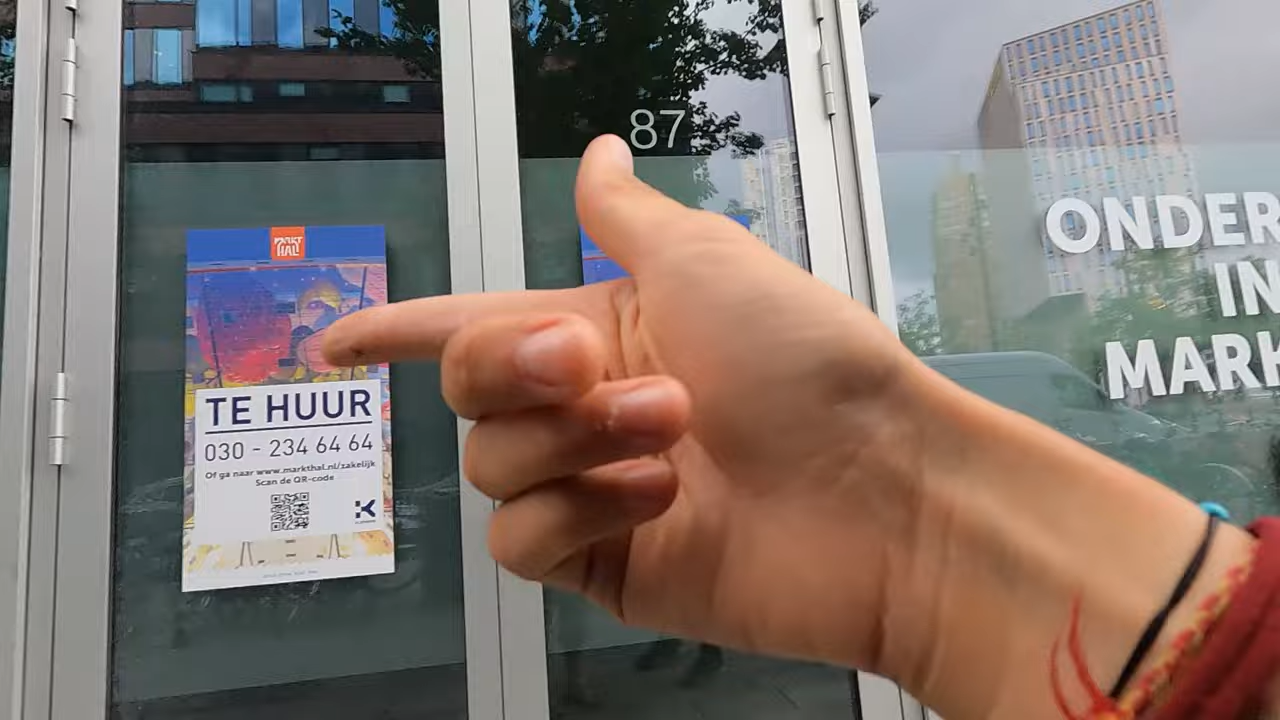 87
MARKT
HAL
TE HUUR
030 - 234 64 64
Of ga naar www.markthal.nl/zakelijk
Scan de QR-code
ONDER
IN
MARK